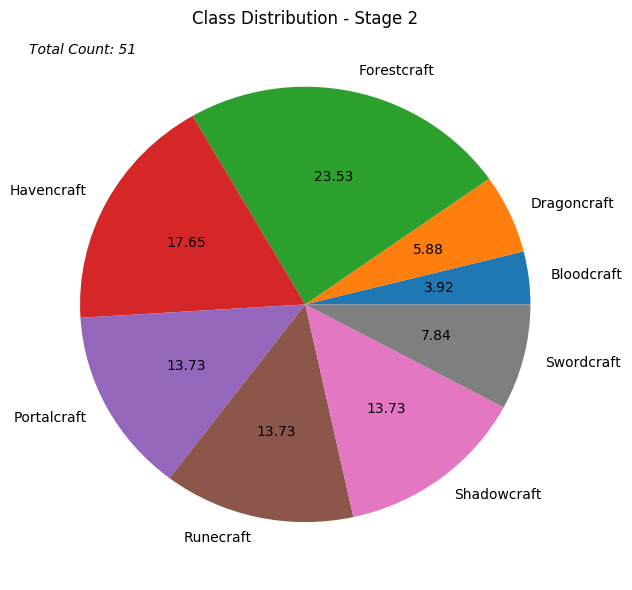 Class Distribution - Stage 2
Total Count: 51
Forestcraft
23.53
Havencraft
17.65
Dragoncraft
5.88
Bloodcraft
3.92
Swordcraft
7.84
Portalcraft
13.73
Runecraft
13.73
Shadowcraft
13.73